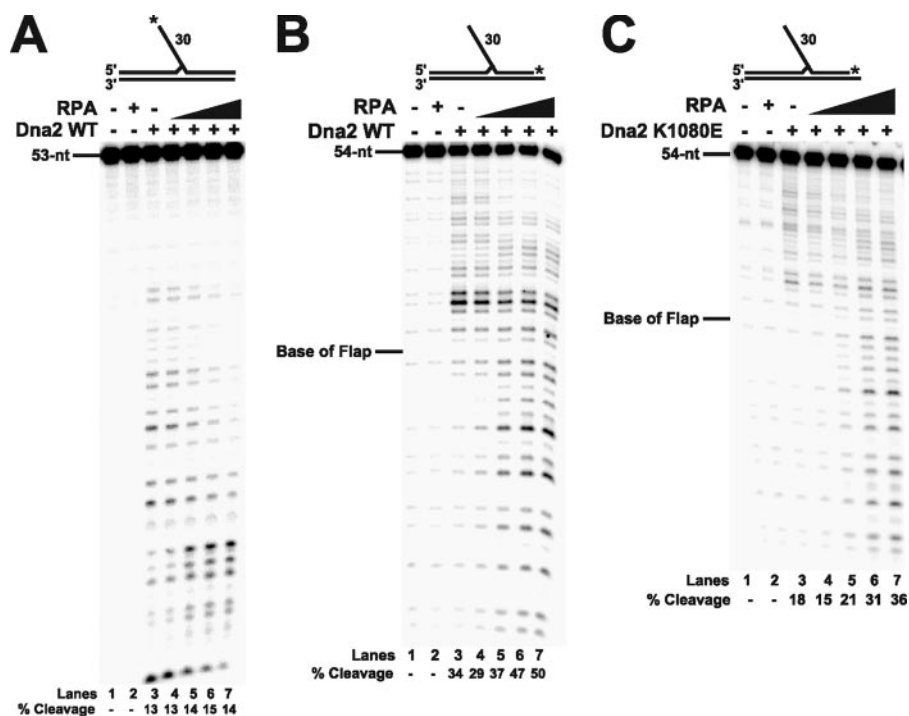 A
*
30
5'
3'
RPA - + -
Dna2 WT - - + + + + +
53-nt
Lanes 1 2 3 4 5 6 7
% Cleavage - - 13 13 14 15 14
B
30
5'
3'
*
RPA - + -
Dna2 WT - - + + + + +
54-nt
Base of Flap
Lanes 1 2 3 4 5 6 7
% Cleavage - - 34 29 37 47 50
C
30
5'
3'
*
RPA - + -
Dna2 K1080E - - + + + + +
54-nt
Base of Flap
Lanes 1 2 3 4 5 6 7
% Cleavage - - 18 15 21 31 36